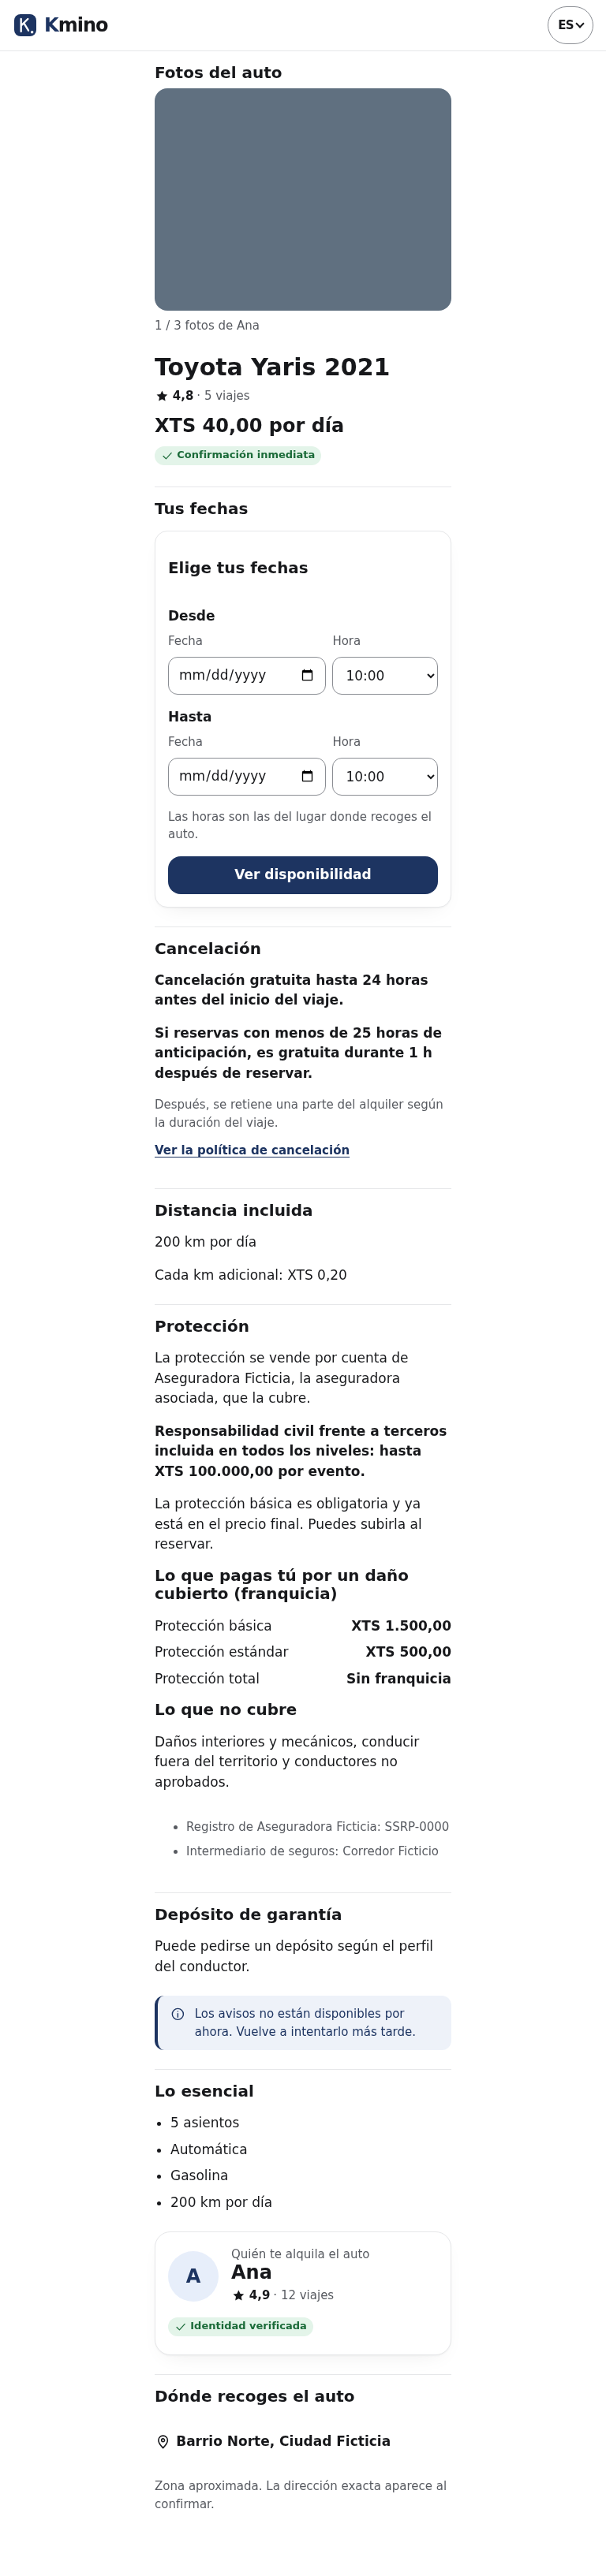 Kmino
ES
Fotos del auto
1 / 3 fotos de Ana
Toyota Yaris 2021
4,8 · 5 viajes
XTS 40,00 por día
Confirmación inmediata
Tus fechas
Elige tus fechas
Desde
Fecha Hora
mm/dd/yyyy 10:00
Hasta
Fecha Hora
mm/dd/yyyy 10:00
Las horas son las del lugar donde recoges el
auto.
Ver disponibilidad
Cancelación
Cancelación gratuita hasta 24 horas
antes del inicio del viaje.
Si reservas con menos de 25 horas de
anticipación, es gratuita durante 1 h
después de reservar.
Después, se retiene una parte del alquiler según
la duración del viaje.
Ver la política de cancelación
Distancia incluida
200 km por día
Cada km adicional: XTS 0,20
Protección
La protección se vende por cuenta de
Aseguradora Ficticia, la aseguradora
asociada, que la cubre.
Responsabilidad civil frente a terceros
incluida en todos los niveles: hasta
XTS 100.000,00 por evento.
La protección básica es obligatoria y ya
está en el precio final. Puedes subirla al
reservar.
Lo que pagas tú por un daño
cubierto (franquicia)
Protección básica XTS 1.500,00
Protección estándar XTS 500,00
Protección total Sin franquicia
Lo que no cubre
Daños interiores y mecánicos, conducir
fuera del territorio y conductores no
aprobados.
• Registro de Aseguradora Ficticia: SSRP-0000
• Intermediario de seguros: Corredor Ficticio
Depósito de garantía
Puede pedirse un depósito según el perfil
del conductor.
Los avisos no están disponibles por
ahora. Vuelve a intentarlo más tarde.
Lo esencial
• 5 asientos
• Automática
• Gasolina
• 200 km por día
Quién te alquila el auto
A
Ana
4,9 · 12 viajes
Identidad verificada
Dónde recoges el auto
Barrio Norte, Ciudad Ficticia
Zona aproximada. La dirección exacta aparece al
confirmar.